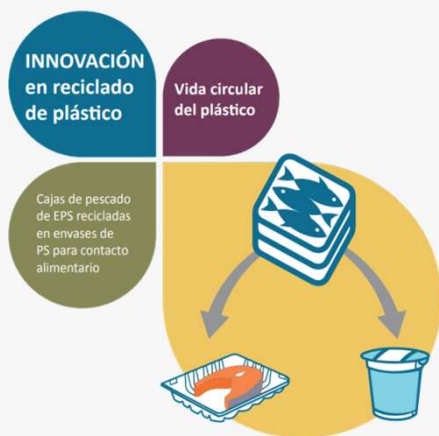 INNOVACIÓN
en reciclado
de plástico
Vida circular
del plástico
Cajas de pescado
de EPS recicladas
en envases de
PS para contacto
alimentario